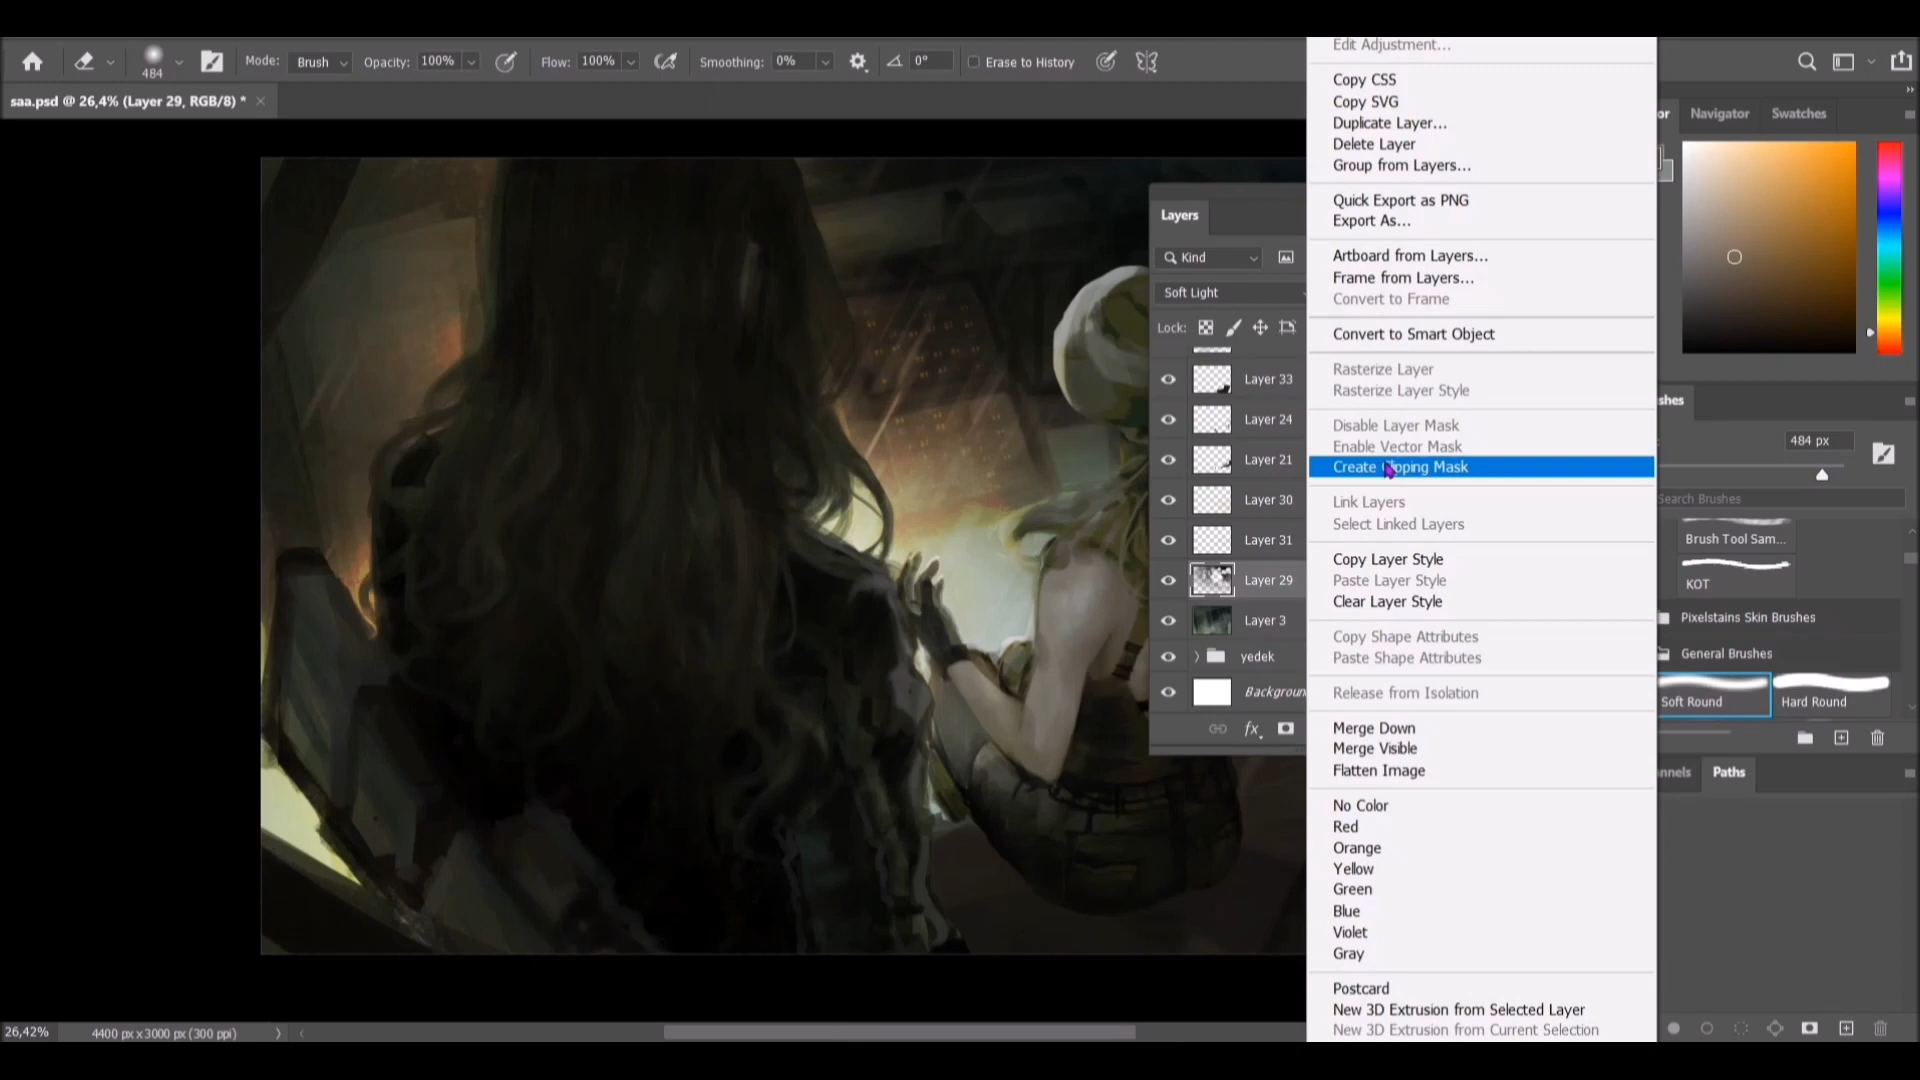 484
Mode:
Brush
Opacity:
100%
Flow:
100%
Smoothing:
0%
0°
Erase to History
saa.psd @ 26,4% (Layer 29, RGB/8) *
Layers
Kind
Soft Light
Lock:
Layer 33
Layer 24
Layer 21
Layer 30
Layer 31
Layer 29
Layer 3
yedek
Background
fx
Edit Adjustment...
Copy CSS
Copy SVG
Duplicate Layer...
Delete Layer
Group from Layers...
Quick Export as PNG
Export As...
Artboard from Layers...
Frame from Layers...
Convert to Frame
Convert to Smart Object
Rasterize Layer
Rasterize Layer Style
Disable Layer Mask
Enable Vector Mask
Create Clipping Mask
Link Layers
Select Linked Layers
Copy Layer Style
Paste Layer Style
Clear Layer Style
Copy Shape Attributes
Paste Shape Attributes
Release from Isolation
Merge Down
Merge Visible
Flatten Image
No Color
Red
Orange
Yellow
Green
Blue
Violet
Gray
Postcard
New 3D Extrusion from Selected Layer
New 3D Extrusion from Current Selection
or
Navigator
Swatches
shes
484 px
Search Brushes
Brush Tool Sam...
KOT
Pixelstains Skin Brushes
General Brushes
Soft Round
Hard Round
nnels
Paths
26,42%
4400 px x 3000 px (300 ppi)